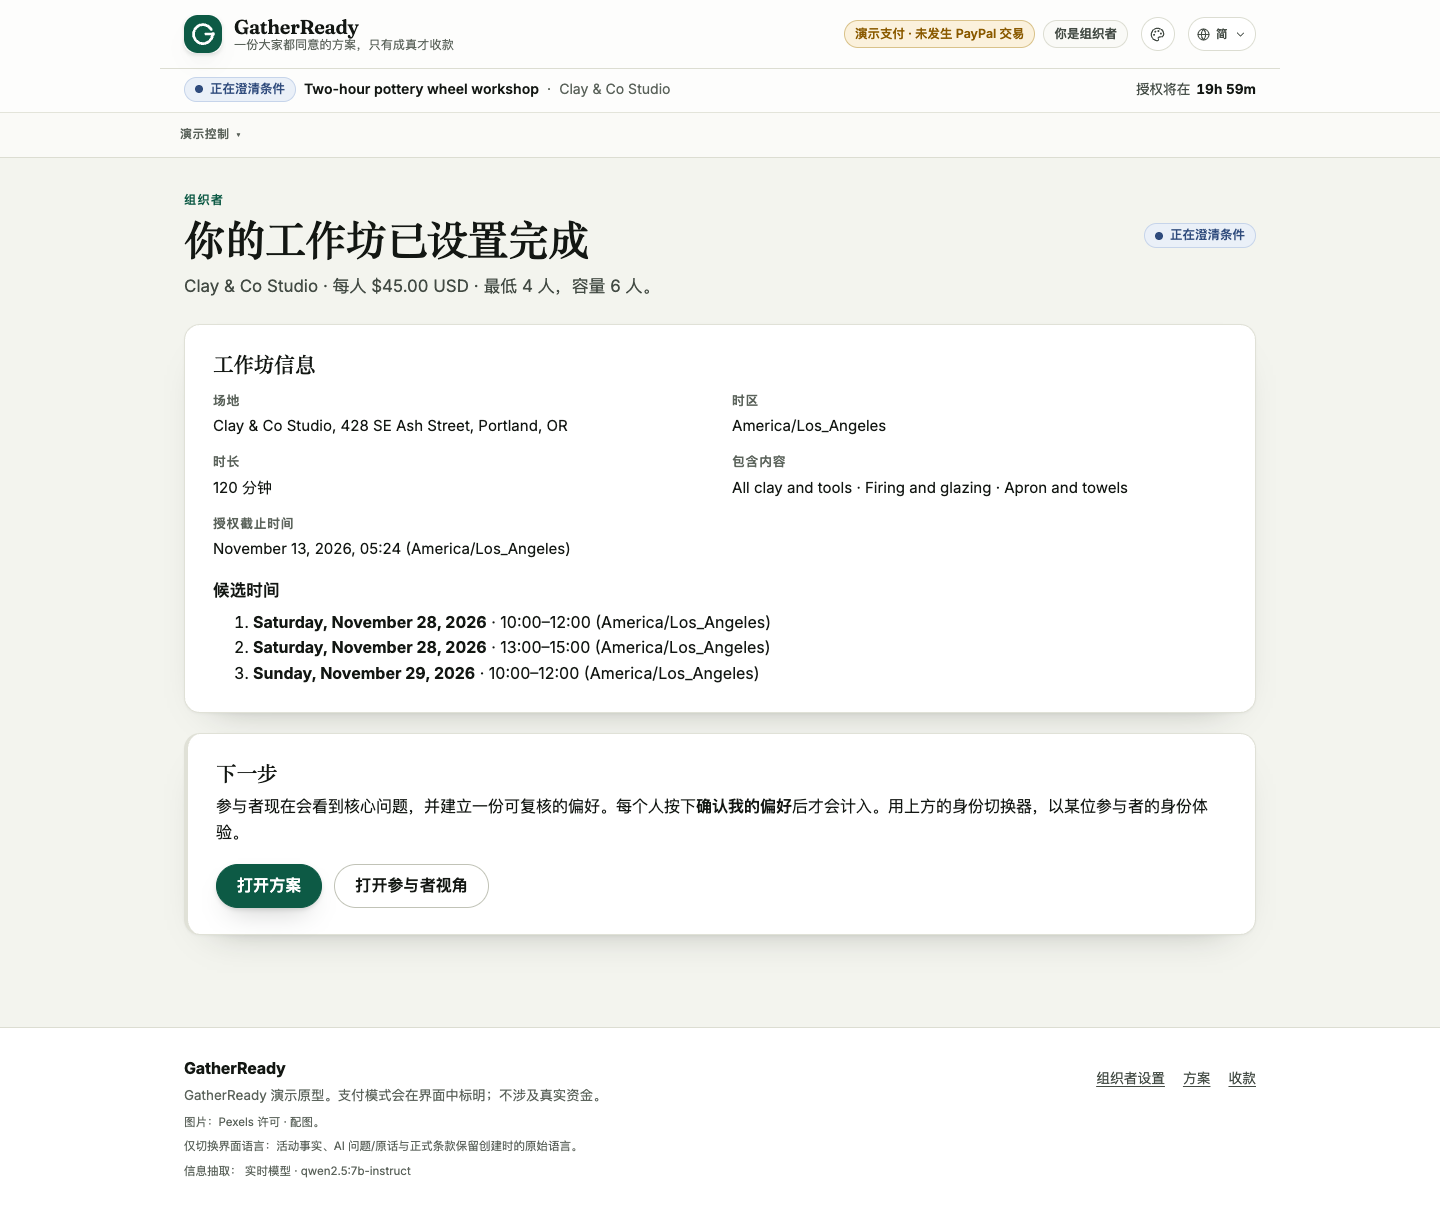 GatherReady
一份大家都同意的方案，只有成真才收款
演示支付 · 未发生 PayPal 交易
你是组织者
简
正在澄清条件
Two-hour pottery wheel workshop · Clay & Co Studio
授权将在 19h 59m
演示控制
组织者
你的工作坊已设置完成
正在澄清条件
Clay & Co Studio · 每人 $45.00 USD · 最低 4 人，容量 6 人。
工作坊信息
场地
Clay & Co Studio, 428 SE Ash Street, Portland, OR
时区
America/Los_Angeles
时长
120 分钟
包含内容
All clay and tools · Firing and glazing · Apron and towels
授权截止时间
November 13, 2026, 05:24 (America/Los_Angeles)
候选时间
1. Saturday, November 28, 2026 · 10:00–12:00 (America/Los_Angeles)
2. Saturday, November 28, 2026 · 13:00–15:00 (America/Los_Angeles)
3. Sunday, November 29, 2026 · 10:00–12:00 (America/Los_Angeles)
下一步
参与者现在会看到核心问题，并建立一份可复核的偏好。每个人按下确认我的偏好后才会计入。用上方的身份切换器，以某位参与者的身份体
验。
打开方案
打开参与者视角
GatherReady
GatherReady 演示原型。支付模式会在界面中标明；不涉及真实资金。
图片：Pexels 许可 · 配图。
仅切换界面语言：活动事实、AI 问题/原话与正式条款保留创建时的原始语言。
信息抽取： 实时模型 · qwen2.5:7b-instruct
组织者设置
方案
收款